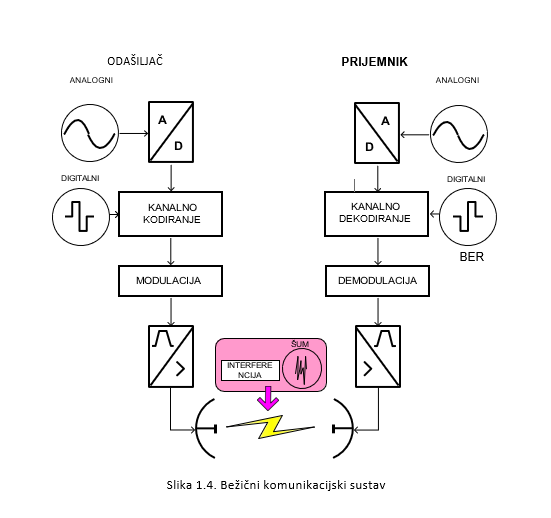 ODAŠILJAČ
PRIJEMNIK
ANALOGNI
ANALOGNI
A
D
A
D
DIGITALNI
DIGITALNI
KANALNO
KODIRANJE
KANALNO
DEKODIRANJE
BER
MODULACIJA
DEMODULACIJA
ŠUM
INTERFERE
NCIJA
Slika 1.4. Bežični komunikacijski sustav